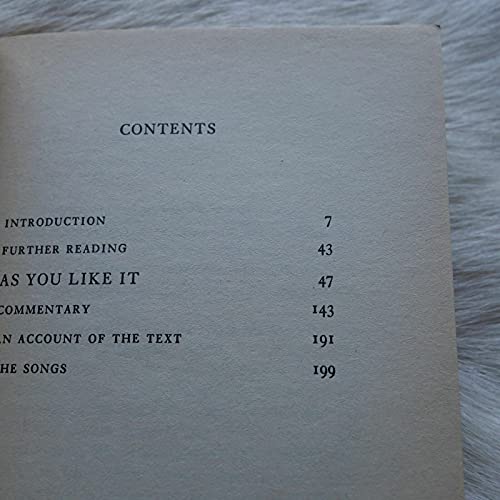 CONTENTS
INTRODUCTION 7
FURTHER READING 43
AS YOU LIKE IT 47
COMMENTARY 143
AN ACCOUNT OF THE TEXT 191
THE SONGS 199